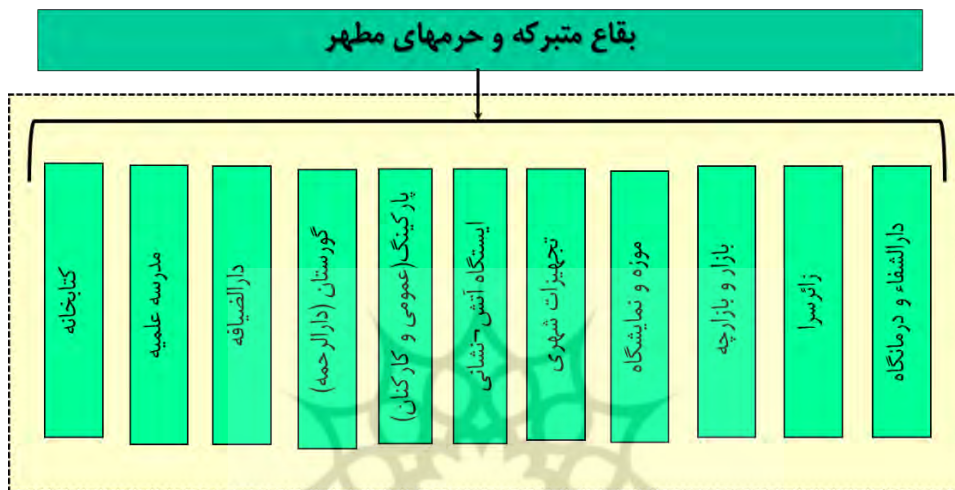 بقاع متبرکه و حرمهای مطهر
دارالشفاء و درمانگاه
زائرسرا
بازار و بازارچه
موزه و نمایشگاه
تجهیزات شهری
ایستگاه آتش¬نشانی
پارکینگ(عمومی و کارکنان)
گورستان (دارالرحمه)
دارالضیافه
مدرسه علمیه
کتابخانه